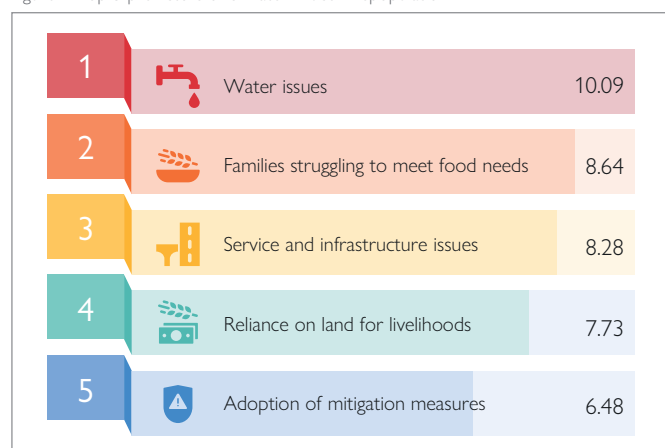 1
Water issues
10.09
2
Families struggling to meet food needs
8.64
3
Service and infrastructure issues
8.28
4
Reliance on land for livelihoods
7.73
5
Adoption of mitigation measures
6.48